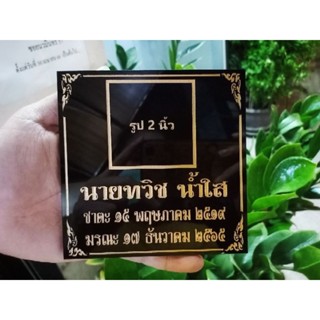 รูป 2 นิ้ว
นายทวิช น้ำใส
ชาตะ ๑๕ พฤษภาคม ๒๕๑๙
มรณะ ๑๗ ธันวาคม ๒๕๖๕